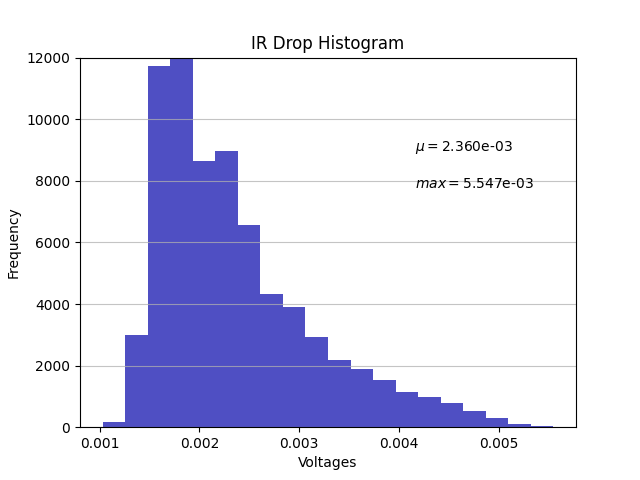 IR Drop Histogram
12000
10000
8000
6000
4000
2000
0
Frequency
μ = 2.360e-03
max = 5.547e-03
0.001 0.002 0.003 0.004 0.005
Voltages